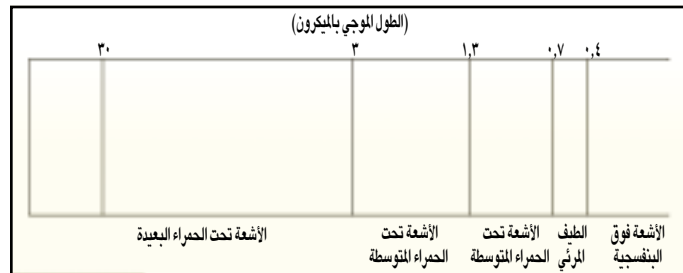 (الطول الموجي بالميكرون)
٠,٤
٠,٧
١,٣
٣
٣٠
الأشعة فوق
البنفسجية
الطيف
المرئي
الأشعة تحت
الحمراء المتوسطة
الأشعة تحت
الحمراء المتوسطة
الأشعة تحت الحمراء البعيدة